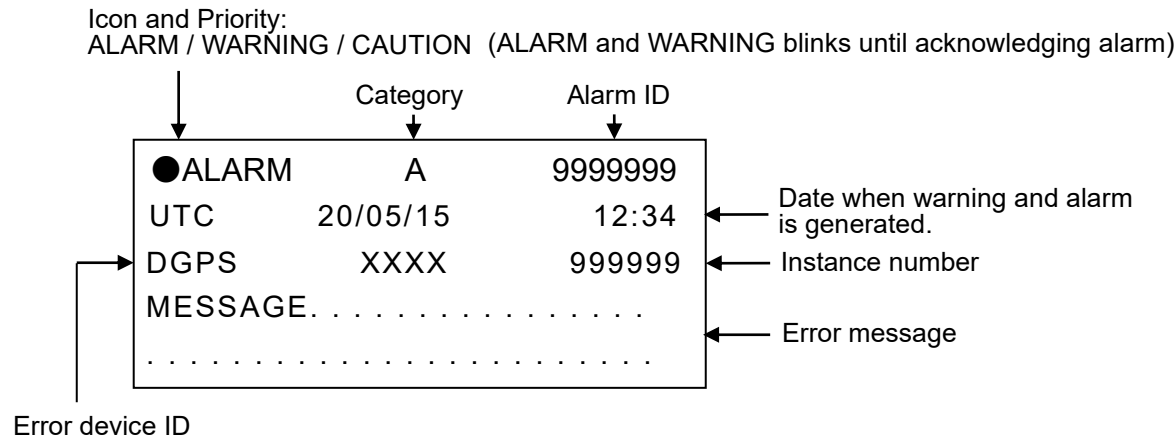 Icon and Priority:
ALARM / WARNING / CAUTION (ALARM and WARNING blinks until acknowledging alarm)
Category Alarm ID
●ALARM A 9999999
UTC 20/05/15 12:34
Date when warning and alarm
is generated.
DGPS XXXX 999999
Instance number
MESSAGE. . . . . . . . . . . . . . . . .
Error message
. . . . . . . . . . . . . . . . . . . . . . . . .
Error device ID